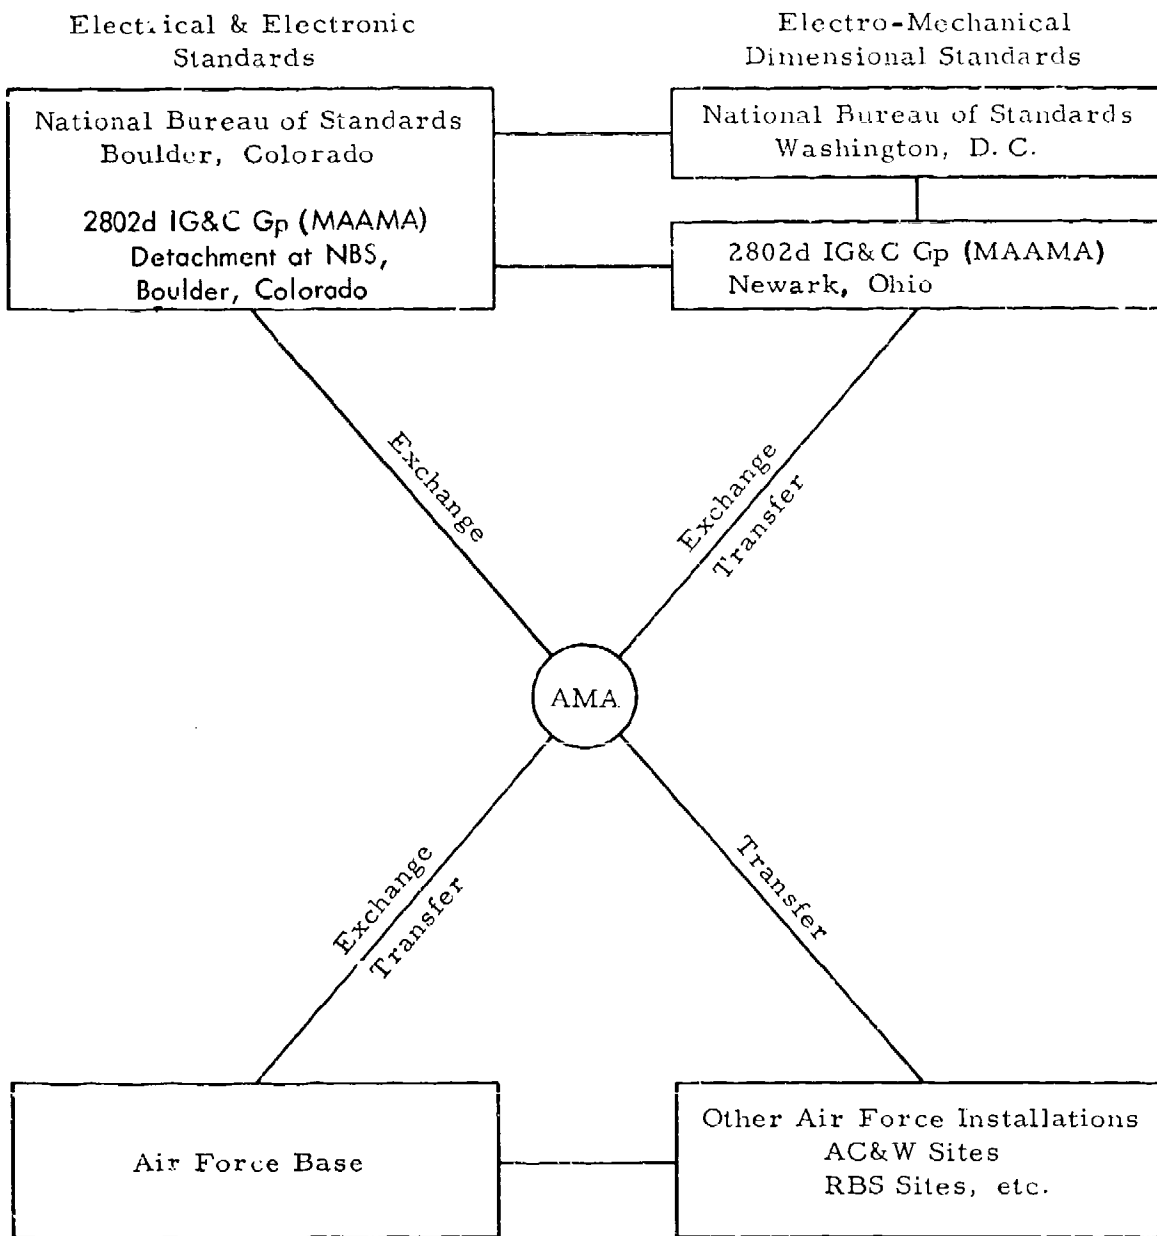 Electrical & Electronic
Standards
Electro-Mechanical
Dimensional Standards
National Bureau of Standards
Boulder, Colorado
2802d IG&C Gp (MAAMA)
Detachment at NBS,
Boulder, Colorado
National Bureau of Standards
Washington, D. C.
2802d IG&C Gp (MAAMA)
Newark, Ohio
Exchange
Exchange
Transfer
AMA
Exchange
Transfer
Transfer
Air Force Base
Other Air Force Installations
AC&W Sites
RBS Sites, etc.